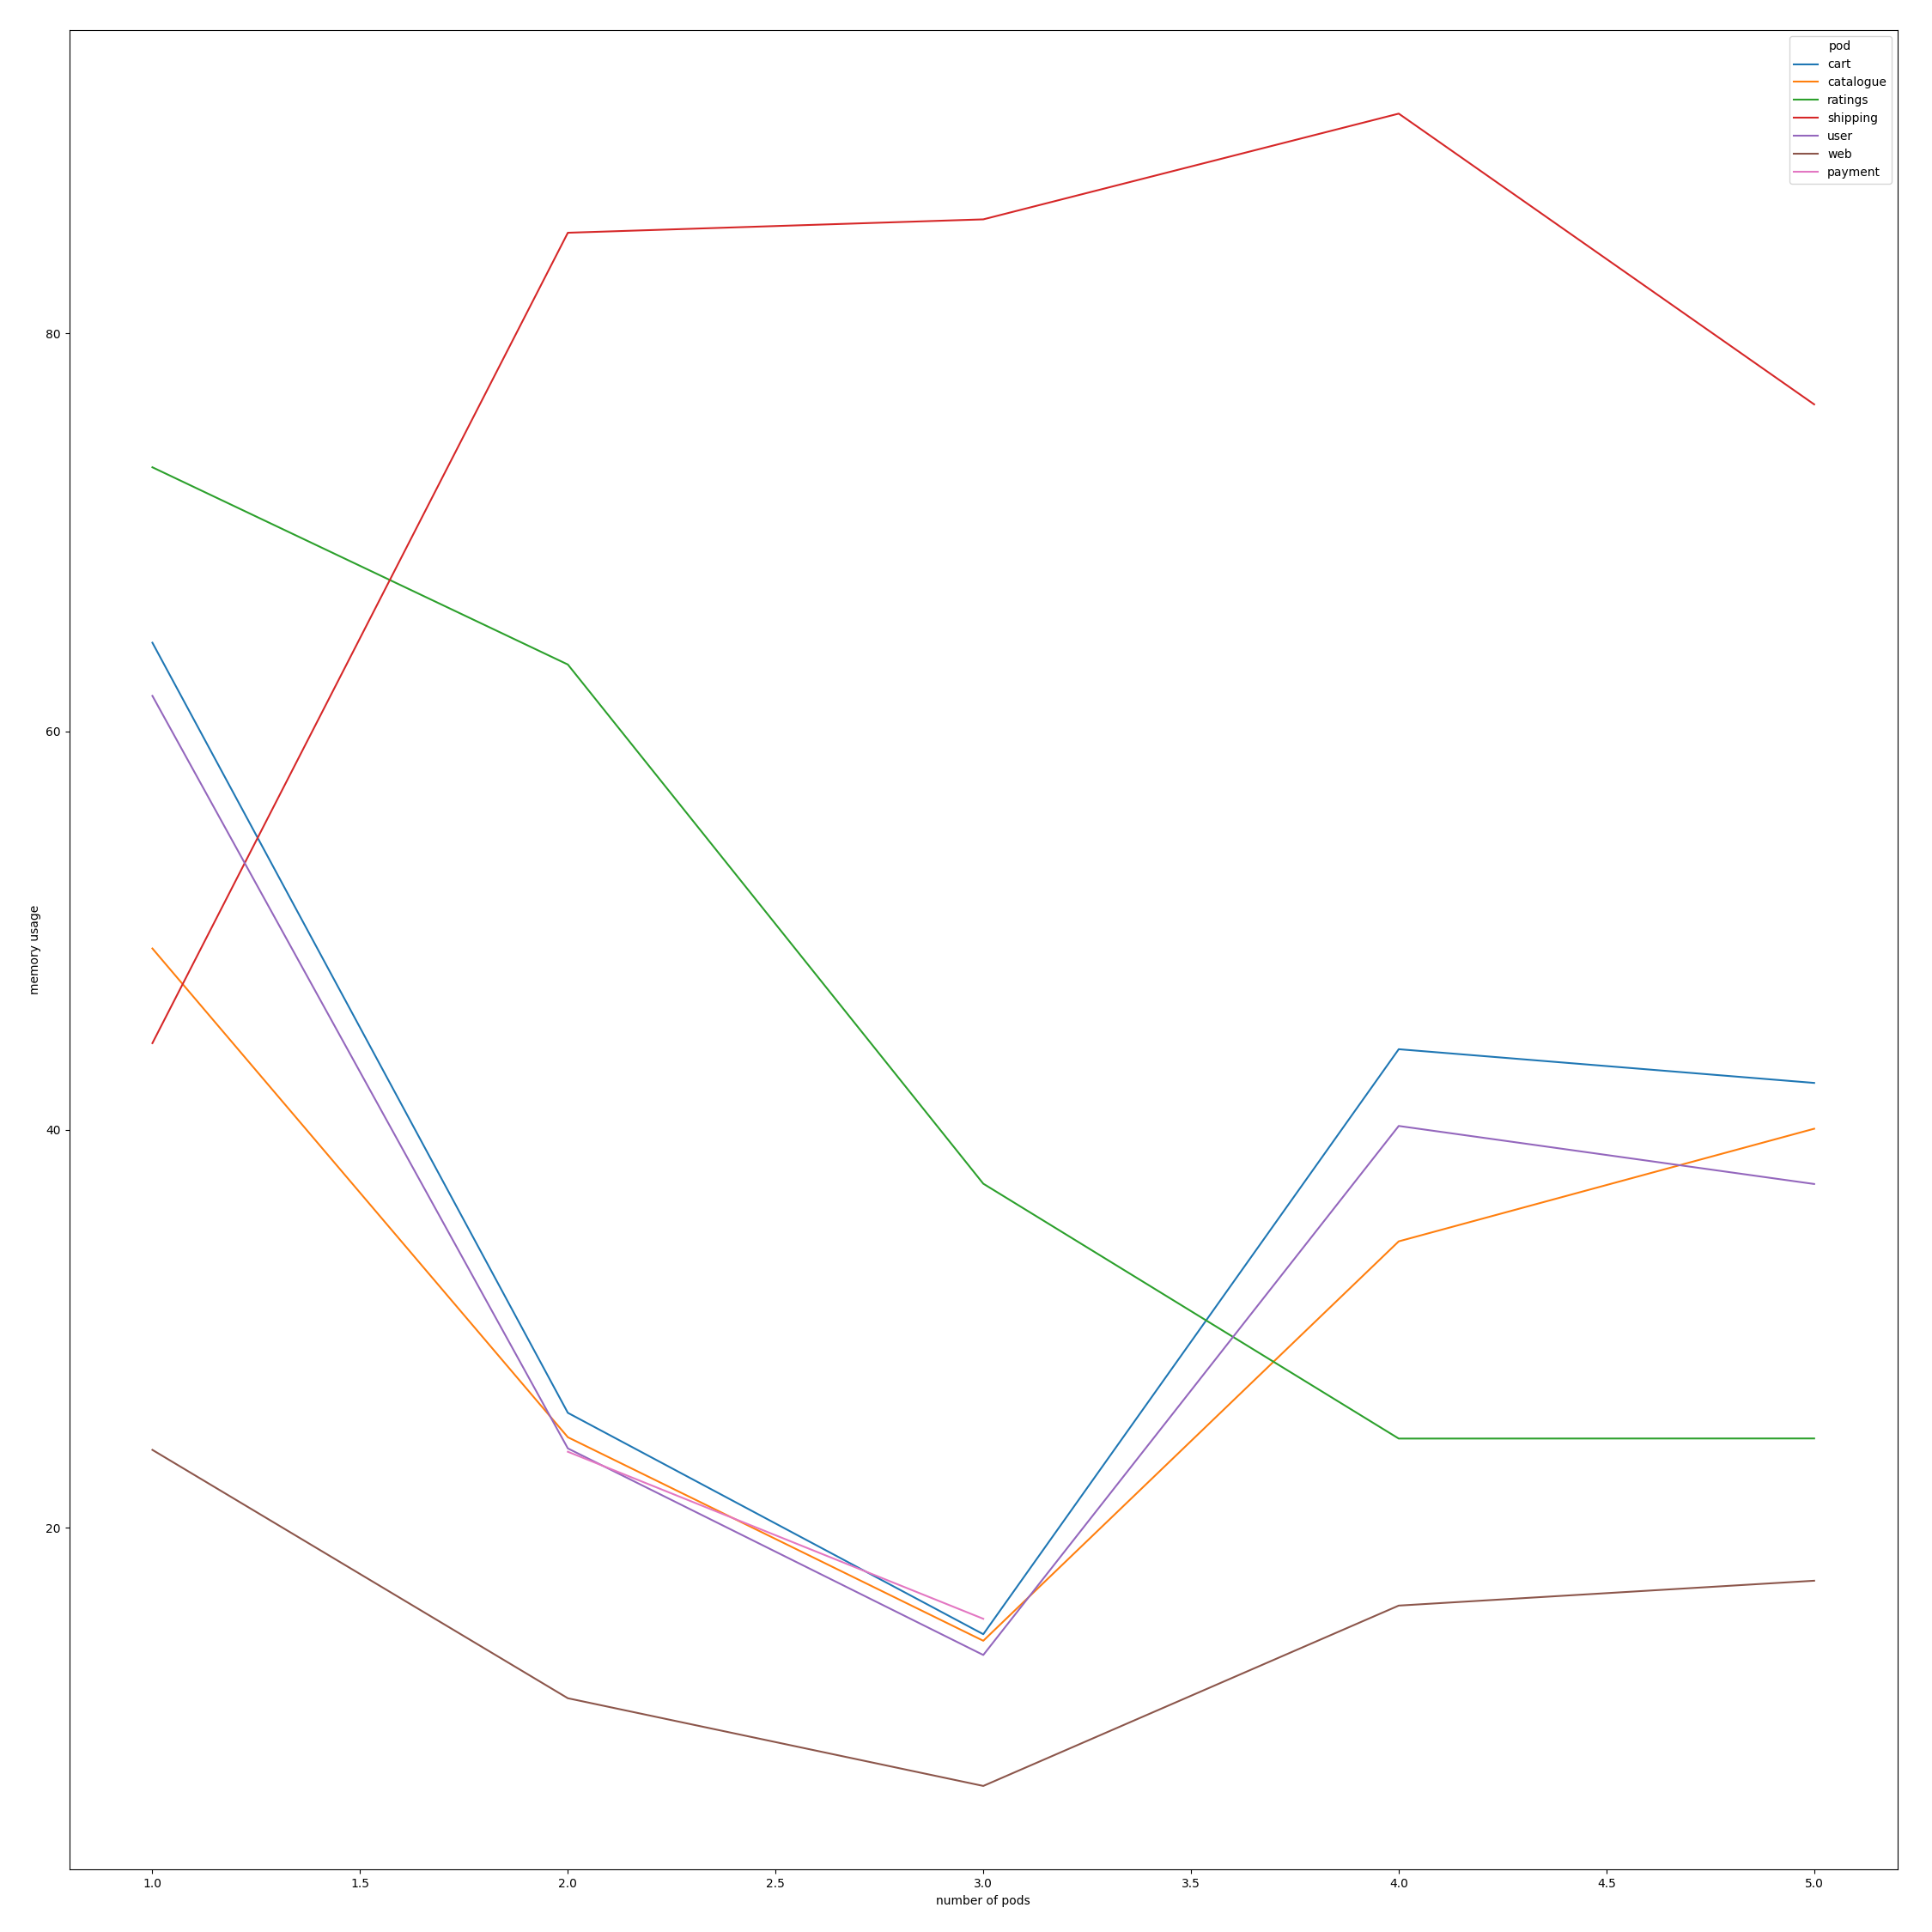 pod
cart
catalogue
ratings
shipping
user
web
payment
80
60
40
20
memory usage
1.0 1.5 2.0 2.5 3.0 3.5 4.0 4.5 5.0
number of pods